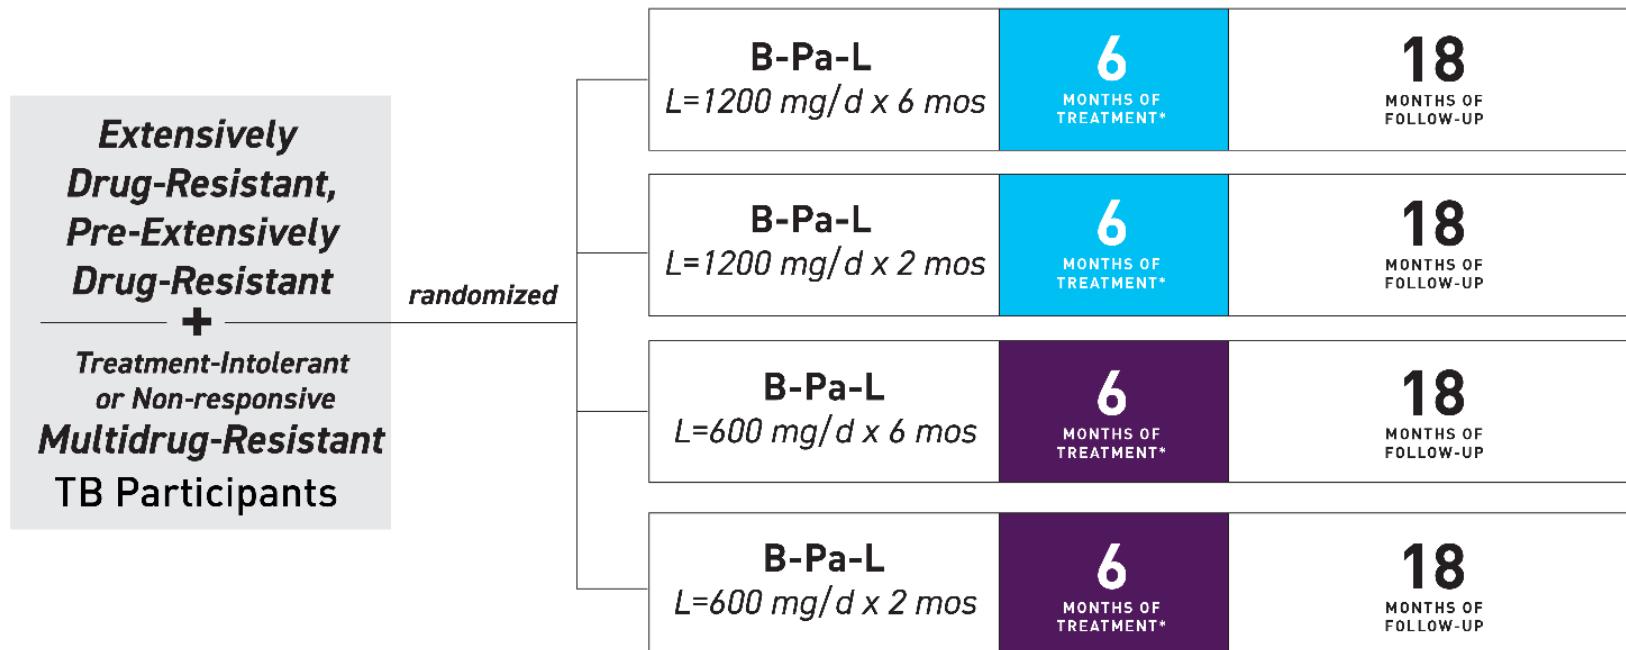 Extensively
Drug-Resistant,
Pre-Extensively
Drug-Resistant
+
Treatment-Intolerant
or Non-responsive
Multidrug-Resistant
TB Participants
randomized
B-Pa-L
L=1200 mg/d x 6 mos
6
MONTHS OF
TREATMENT*
18
MONTHS OF
FOLLOW-UP
B-Pa-L
L=1200 mg/d x 2 mos
6
MONTHS OF
TREATMENT*
18
MONTHS OF
FOLLOW-UP
B-Pa-L
L=600 mg/d x 6 mos
6
MONTHS OF
TREATMENT*
18
MONTHS OF
FOLLOW-UP
B-Pa-L
L=600 mg/d x 2 mos
6
MONTHS OF
TREATMENT*
18
MONTHS OF
FOLLOW-UP